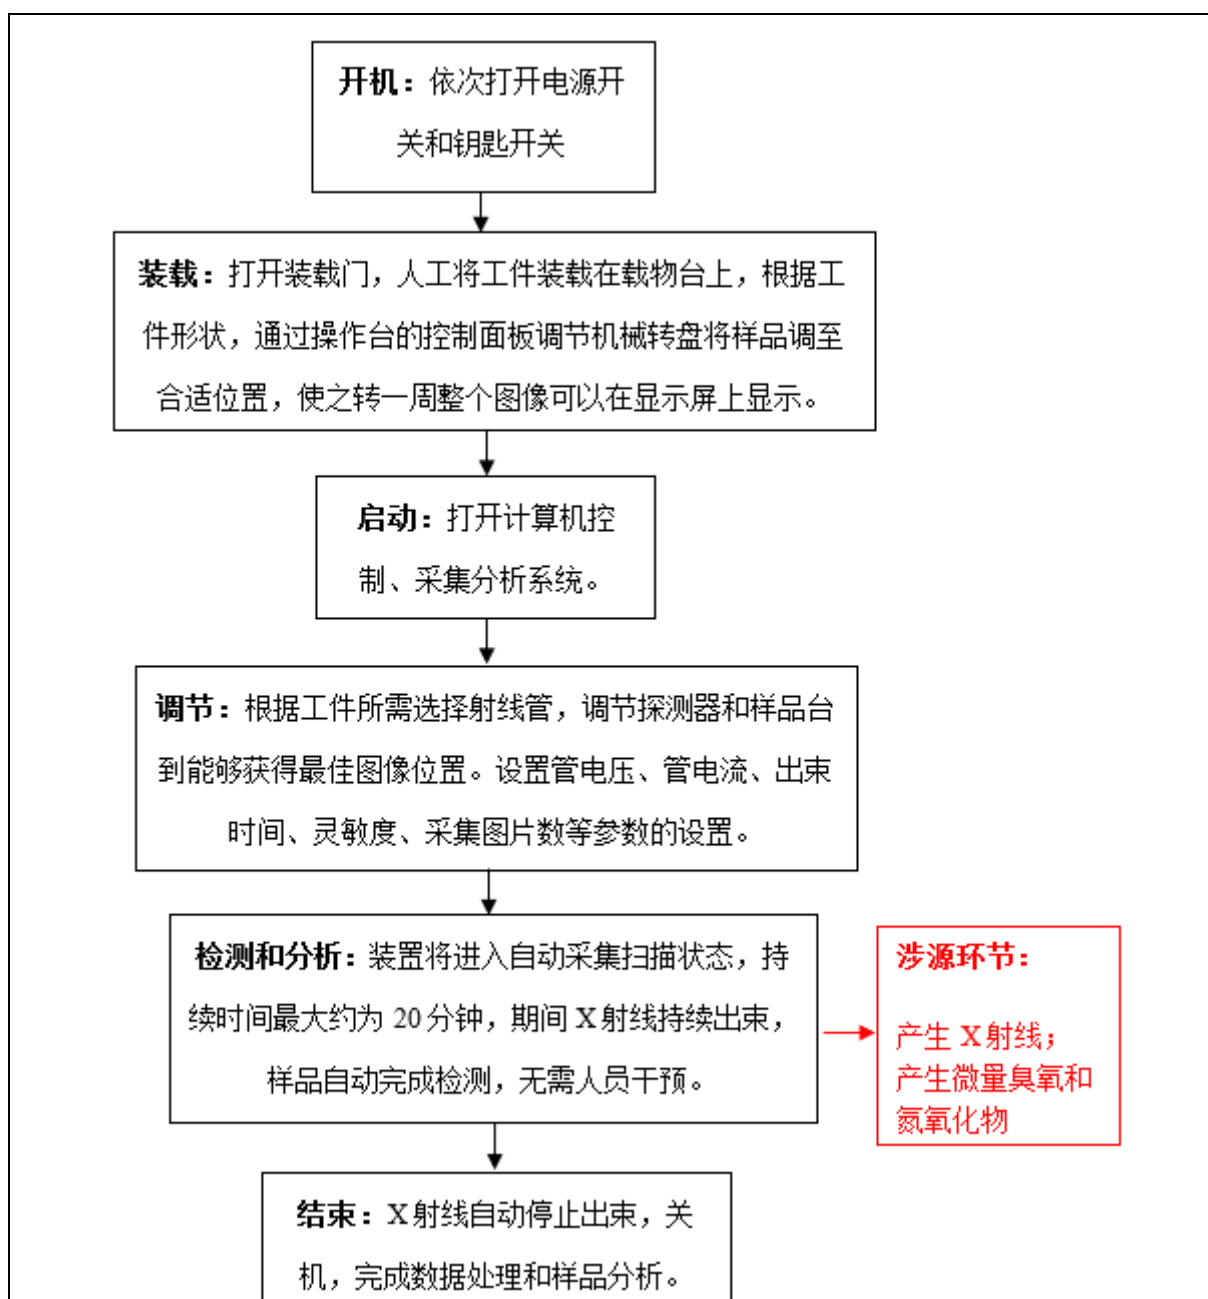 开机：依次打开电源开
关和钥匙开关
装载：打开装载门，人工将工件装载在载物台上，根据工
件形状，通过操作台的控制面板调节机械转盘将样品调至
合适位置，使之转一周整个图像可以在显示屏上显示。
启动：打开计算机控
制、采集分析系统。
调节：根据工件所需选择射线管，调节探测器和样品台
到能够获得最佳图像位置。设置管电压、管电流、出束
时间、灵敏度、采集图片数等参数的设置。
检测和分析：装置将进入自动采集扫描状态，持
续时间最大约为 20 分钟，期间 X 射线持续出束，
样品自动完成检测，无需人员干预。
涉源环节：
产生 X 射线；
产生微量臭氧和
氮氧化物
结束：X 射线自动停止出束，关
机，完成数据处理和样品分析。